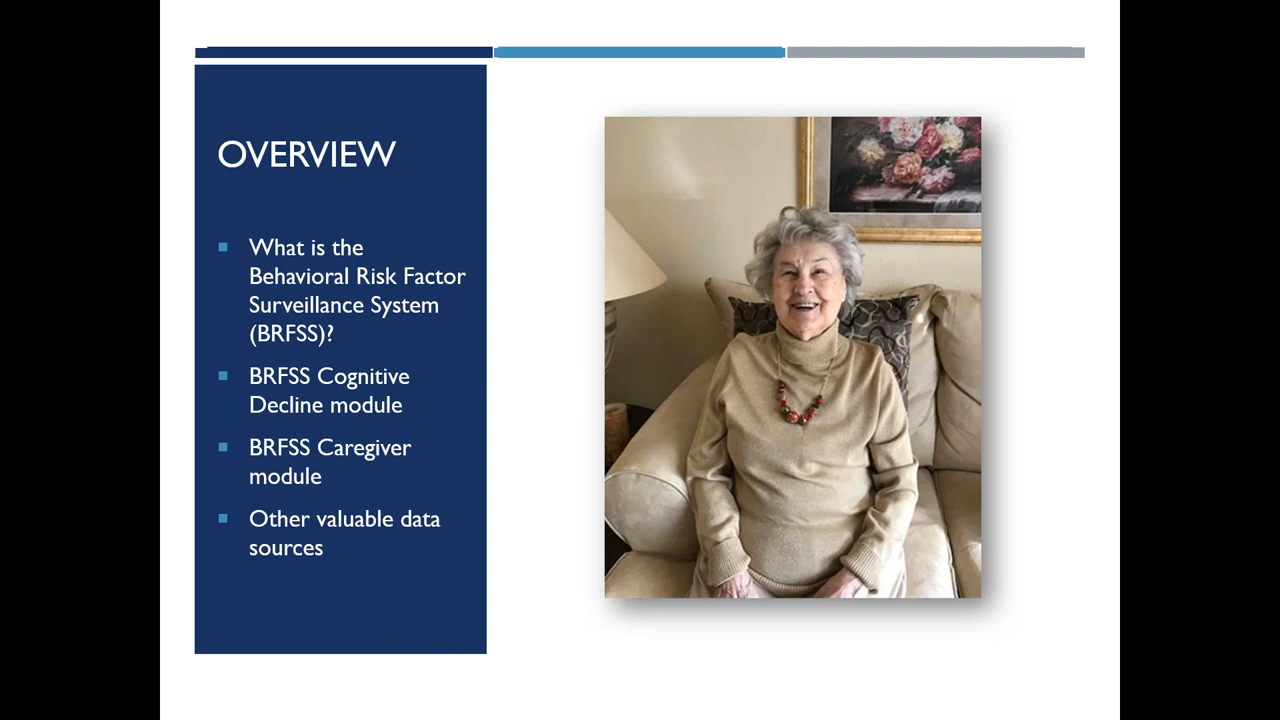 OVERVIEW
What is the
Behavioral Risk Factor
Surveillance System
(BRFSS)?
BRFSS Cognitive
Decline module
BRFSS Caregiver
module
Other valuable data
sources